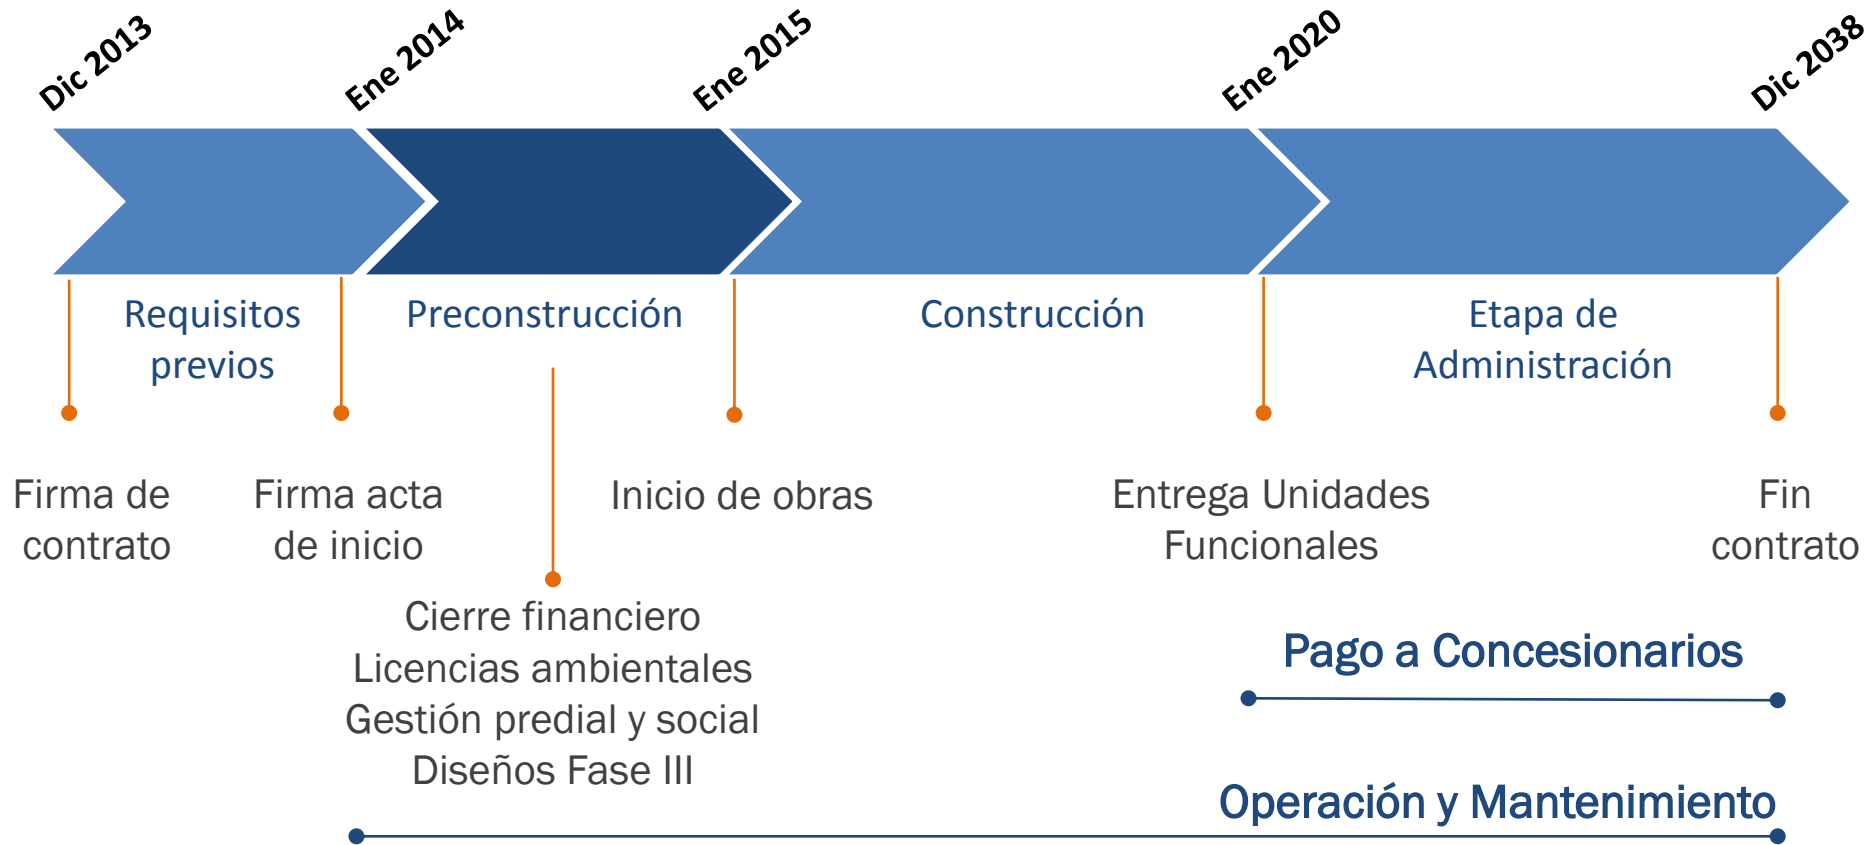 Dic 2013
Ene 2014
Ene 2015
Ene 2020
Dic 2038
Requisitos
previos
Preconstrucción
Construcción
Etapa de
Administración
Firma de
contrato
Firma acta
de inicio
Inicio de obras
Entrega Unidades
Funcionales
Fin
contrato
Cierre financiero
Licencias ambientales
Gestión predial y social
Diseños Fase III
Pago a Concesionarios
Operación y Mantenimiento